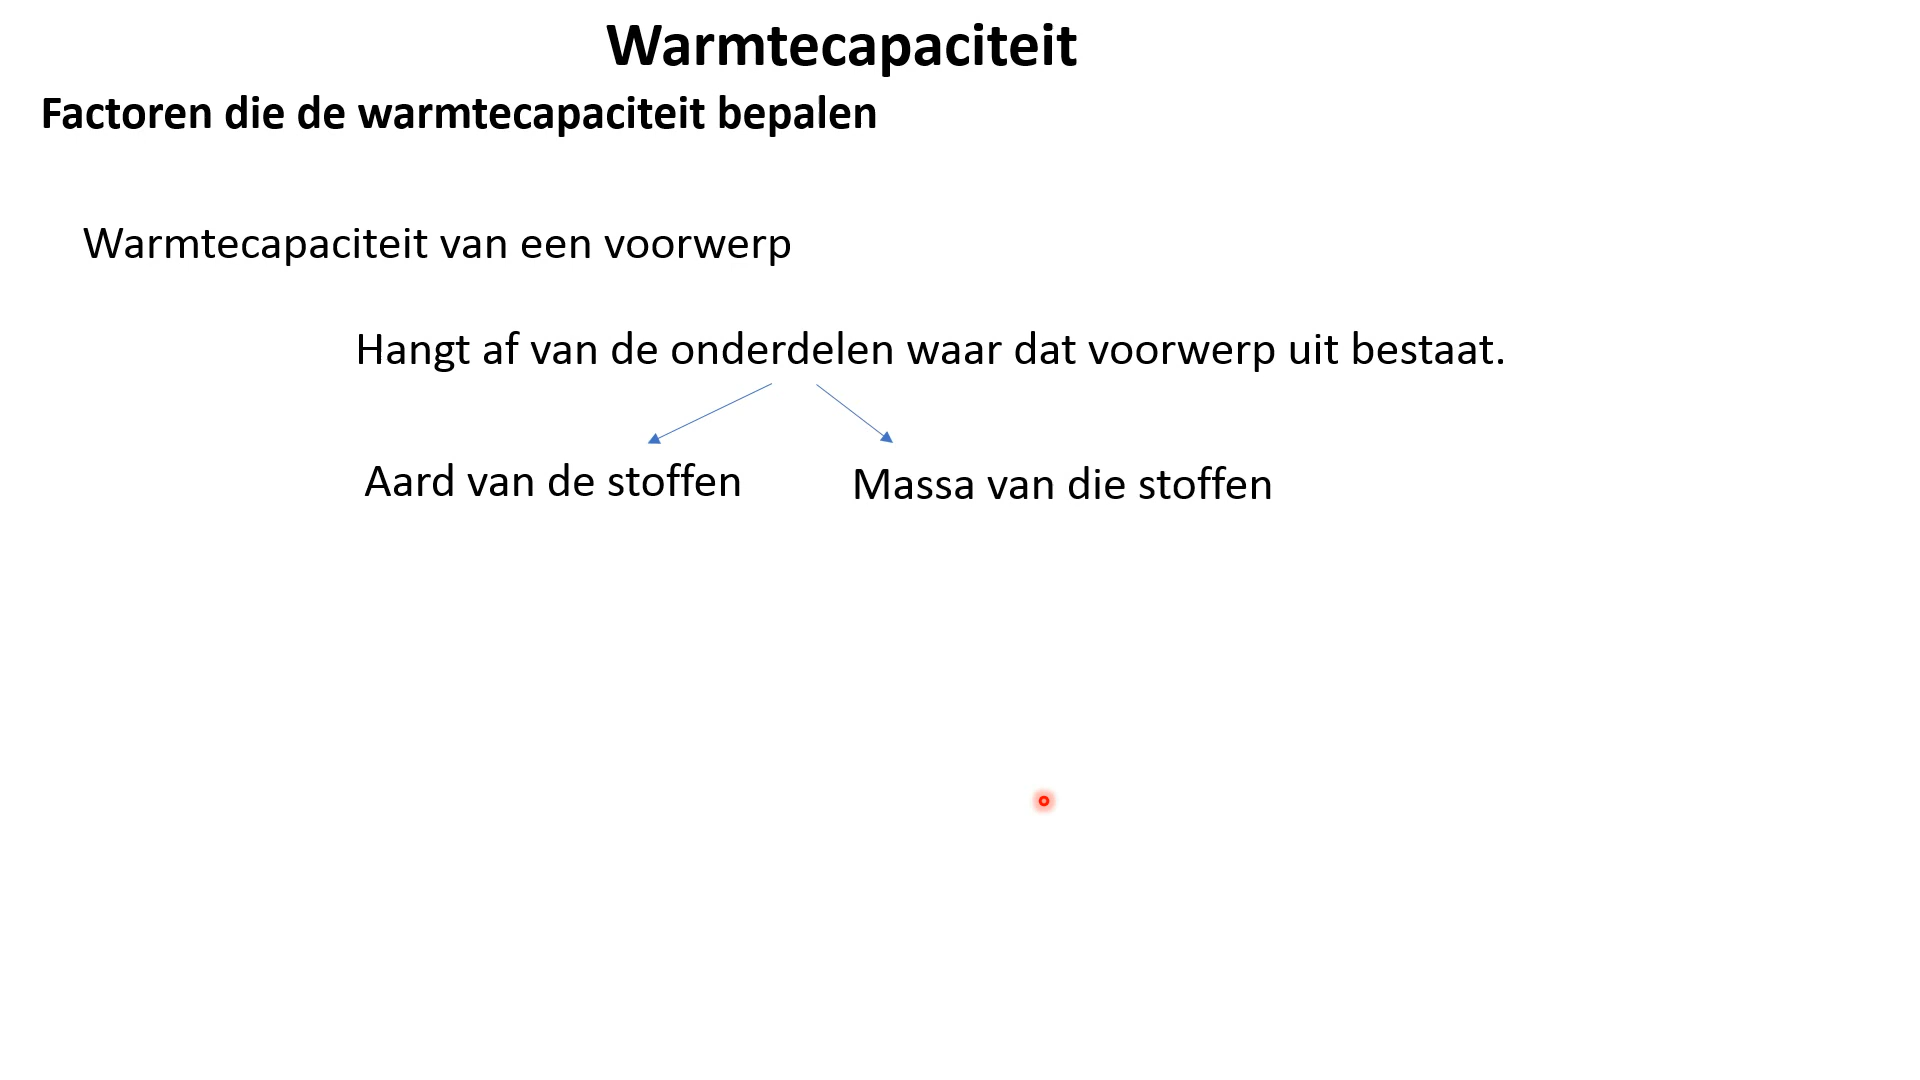 Warmtecapaciteit
Factoren die de warmtecapaciteit bepalen
Warmtecapaciteit van een voorwerp
Hangt af van de onderdelen waar dat voorwerp uit bestaat.
Aard van de stoffen
Massa van die stoffen